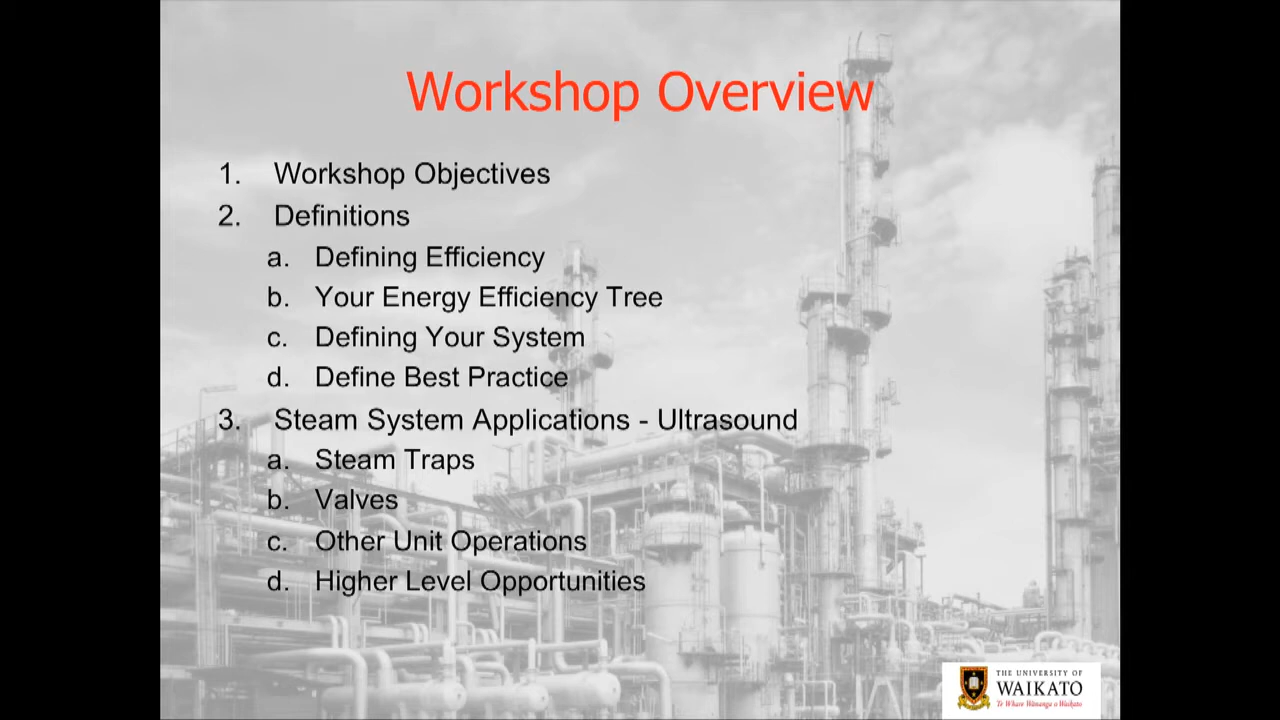 Workshop Overview
1. Workshop Objectives
2. Definitions
a. Defining Efficiency
b. Your Energy Efficiency Tree
c. Defining Your System
d. Define Best Practice
3. Steam System Applications - Ultrasound
a. Steam Traps
b. Valves
c. Other Unit Operations
d. Higher Level Opportunities
THE UNIVERSITY OF
WAIKATO
Te Whare Wānanga o Waikato